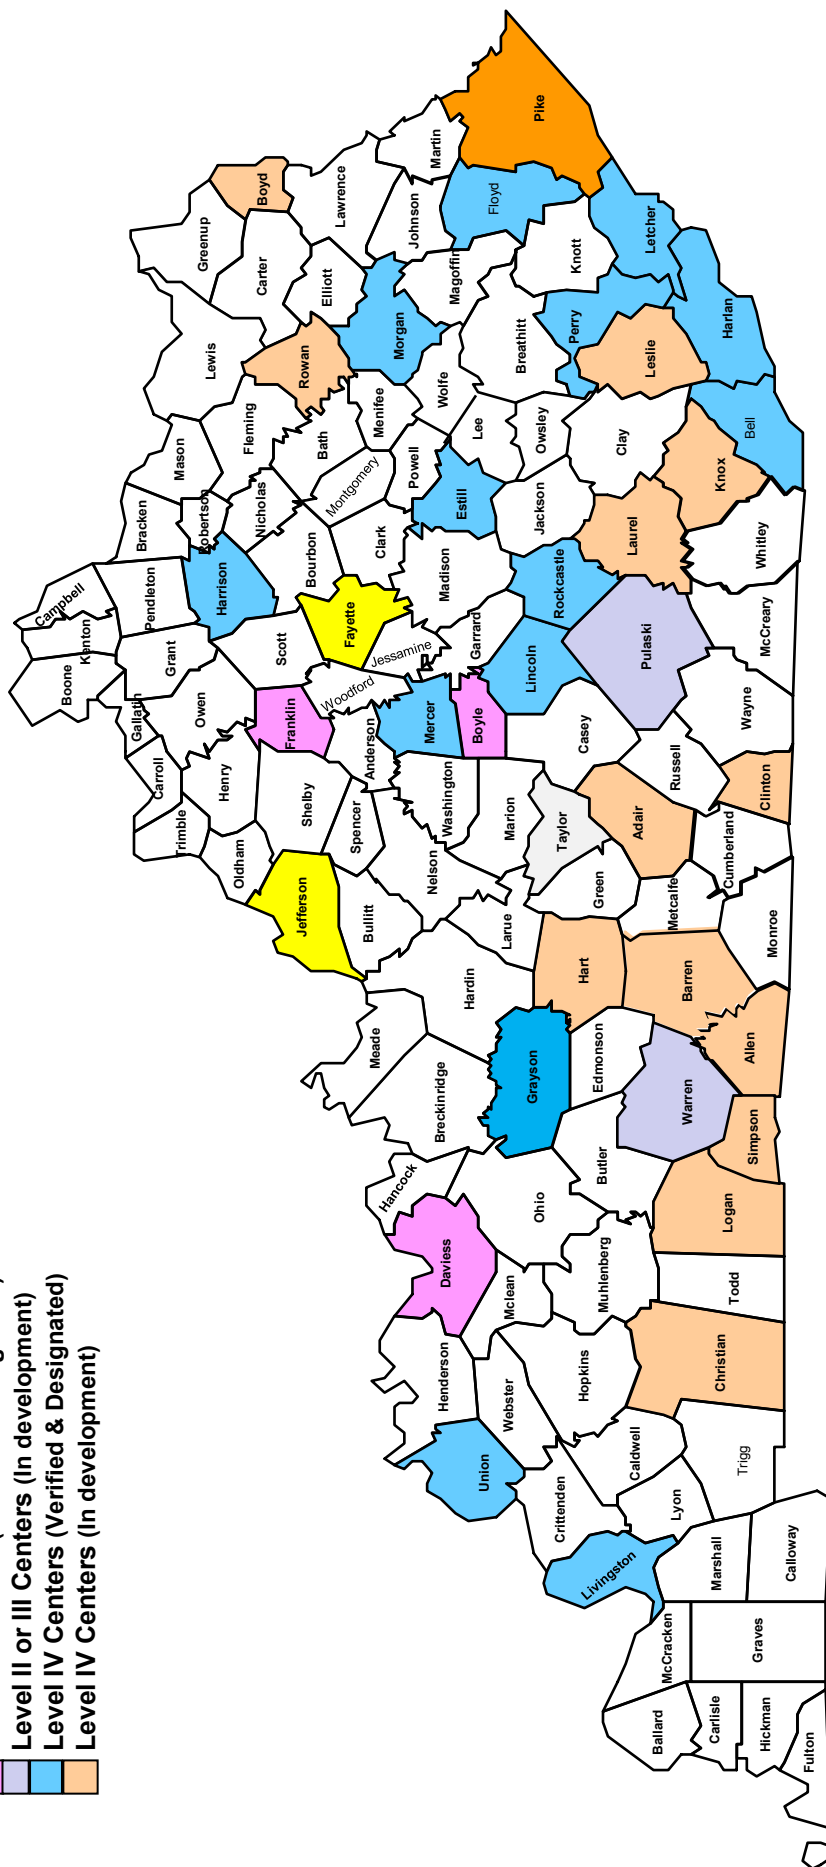 Level II or III Centers (In development)
Level IV Centers (Verified & Designated)
Level IV Centers (In development)
Boone
Kenton
Campbell
Gallatin
Grant
Pendleton
Bracken
Carroll
Owen
Robertson
Mason
Lewis
Greenup
Trimble
Henry
Harrison
Nicholas
Fleming
Carter
Boyd
Oldham
Franklin
Scott
Bourbon
Bath
Rowan
Elliott
Lawrence
Jefferson
Shelby
Woodford
Fayette
Clark
Montgomery
Menifee
Morgan
Johnson
Martin
Meade
Bullitt
Spencer
Anderson
Jessamine
Madison
Estill
Powell
Wolfe
Magoffin
Floyd
Pike
Hancock
Breckinridge
Hardin
Nelson
Washington
Mercer
Boyle
Garrard
Lincoln
Rockcastle
Jackson
Lee
Owsley
Breathitt
Knott
Letcher
Henderson
Daviess
Ohio
Grayson
Larue
Marion
Taylor
Casey
Pulaski
Laurel
Clay
Perry
Leslie
Harlan
Union
Webster
Mclean
Muhlenberg
Butler
Edmonson
Hart
Green
Adair
Russell
Wayne
McCreary
Whitley
Knox
Bell
Crittenden
Hopkins
Livingston
Lyon
Caldwell
Christian
Todd
Logan
Warren
Simpson
Allen
Barren
Metcalfe
Monroe
Cumberland
Clinton
Ballard
McCracken
Marshall
Trigg
Carlisle
Graves
Calloway
Hickman
Fulton